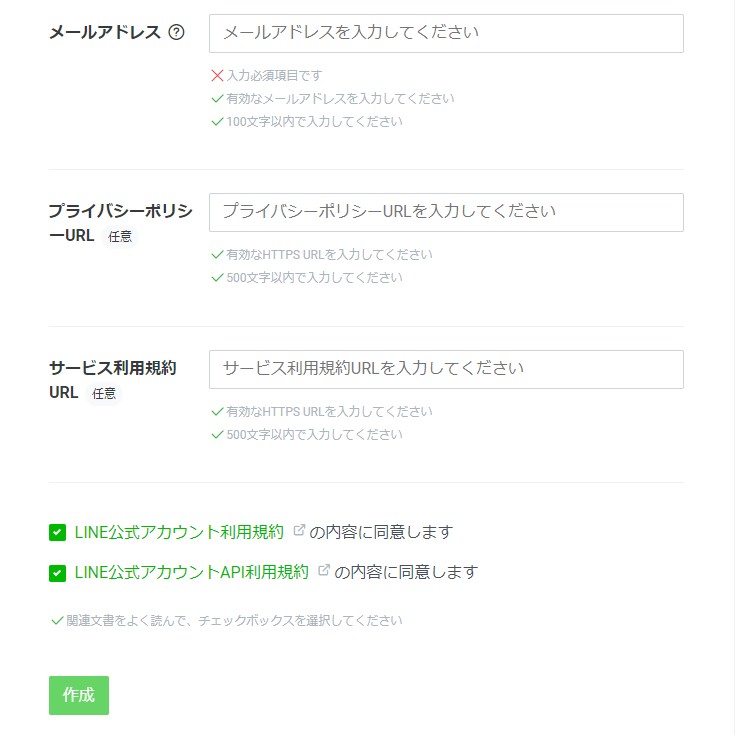 メールアドレス
メールアドレスを入力してください
入力必須項目です
有効なメールアドレスを入力してください
100文字以内で入力してください
プライバシーポリシ
ーURL 任意
プライバシーポリシーURLを入力してください
有効なHTTPS URLを入力してください
500文字以内で入力してください
サービス利用規約
URL 任意
サービス利用規約URLを入力してください
有効なHTTPS URLを入力してください
500文字以内で入力してください
LINE公式アカウント利用規約 の内容に同意します
LINE公式アカウントAPI利用規約 の内容に同意します
関連文書をよく読んで、チェックボックスを選択してください
作成